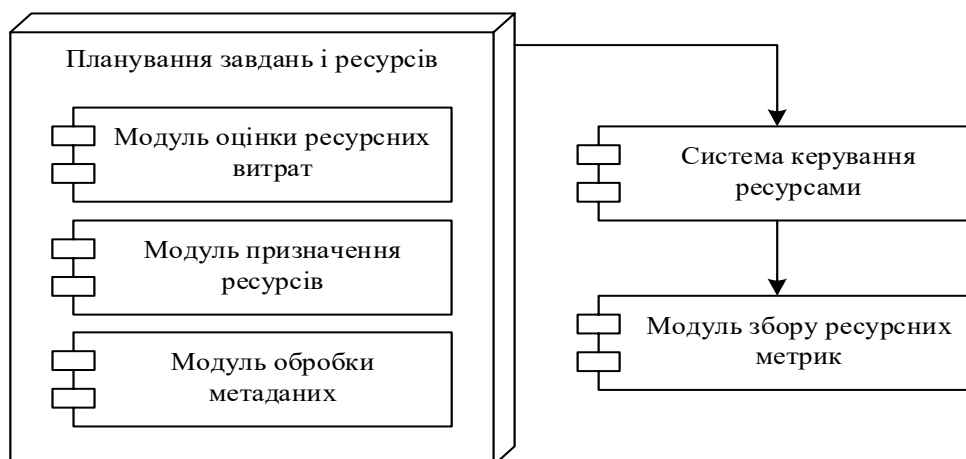 Планування завдань і ресурсів
Модуль оцінки ресурсних
витрат
Модуль призначення
ресурсів
Модуль обробки
метаданих
Система керування
ресурсами
Модуль збору ресурсних
метрик